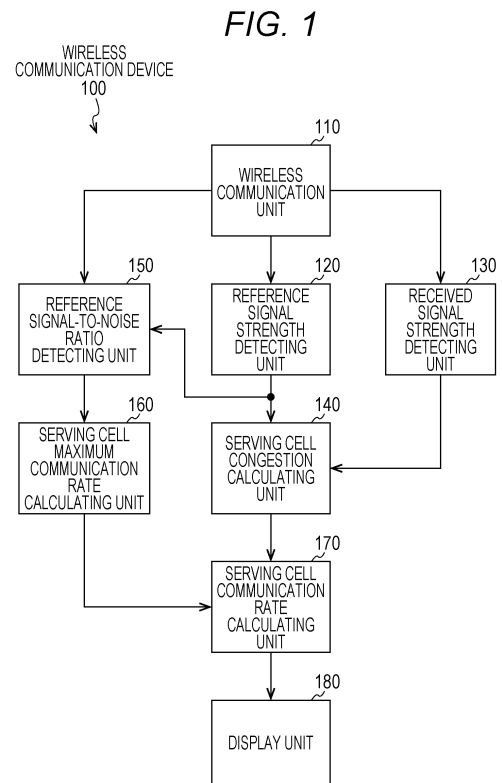 FIG. 1
WIRELESS
COMMUNICATION DEVICE
100
110
WIRELESS
COMMUNICATION
UNIT
150
REFERENCE
SIGNAL-TO-NOISE
RATIO
DETECTING UNIT
120
REFERENCE
SIGNAL
STRENGTH
DETECTING
UNIT
130
RECEIVED SIGNAL
STRENGTH
DETECTING UNIT
160
SERVING CELL
MAXIMUM
COMMUNICATION
RATE
CALCULATING UNIT
140
SERVING CELL
CONGESTION
CALCULATING
UNIT
170
SERVING CELL
COMMUNICATION
RATE
CALCULATING
UNIT
180
DISPLAY UNIT